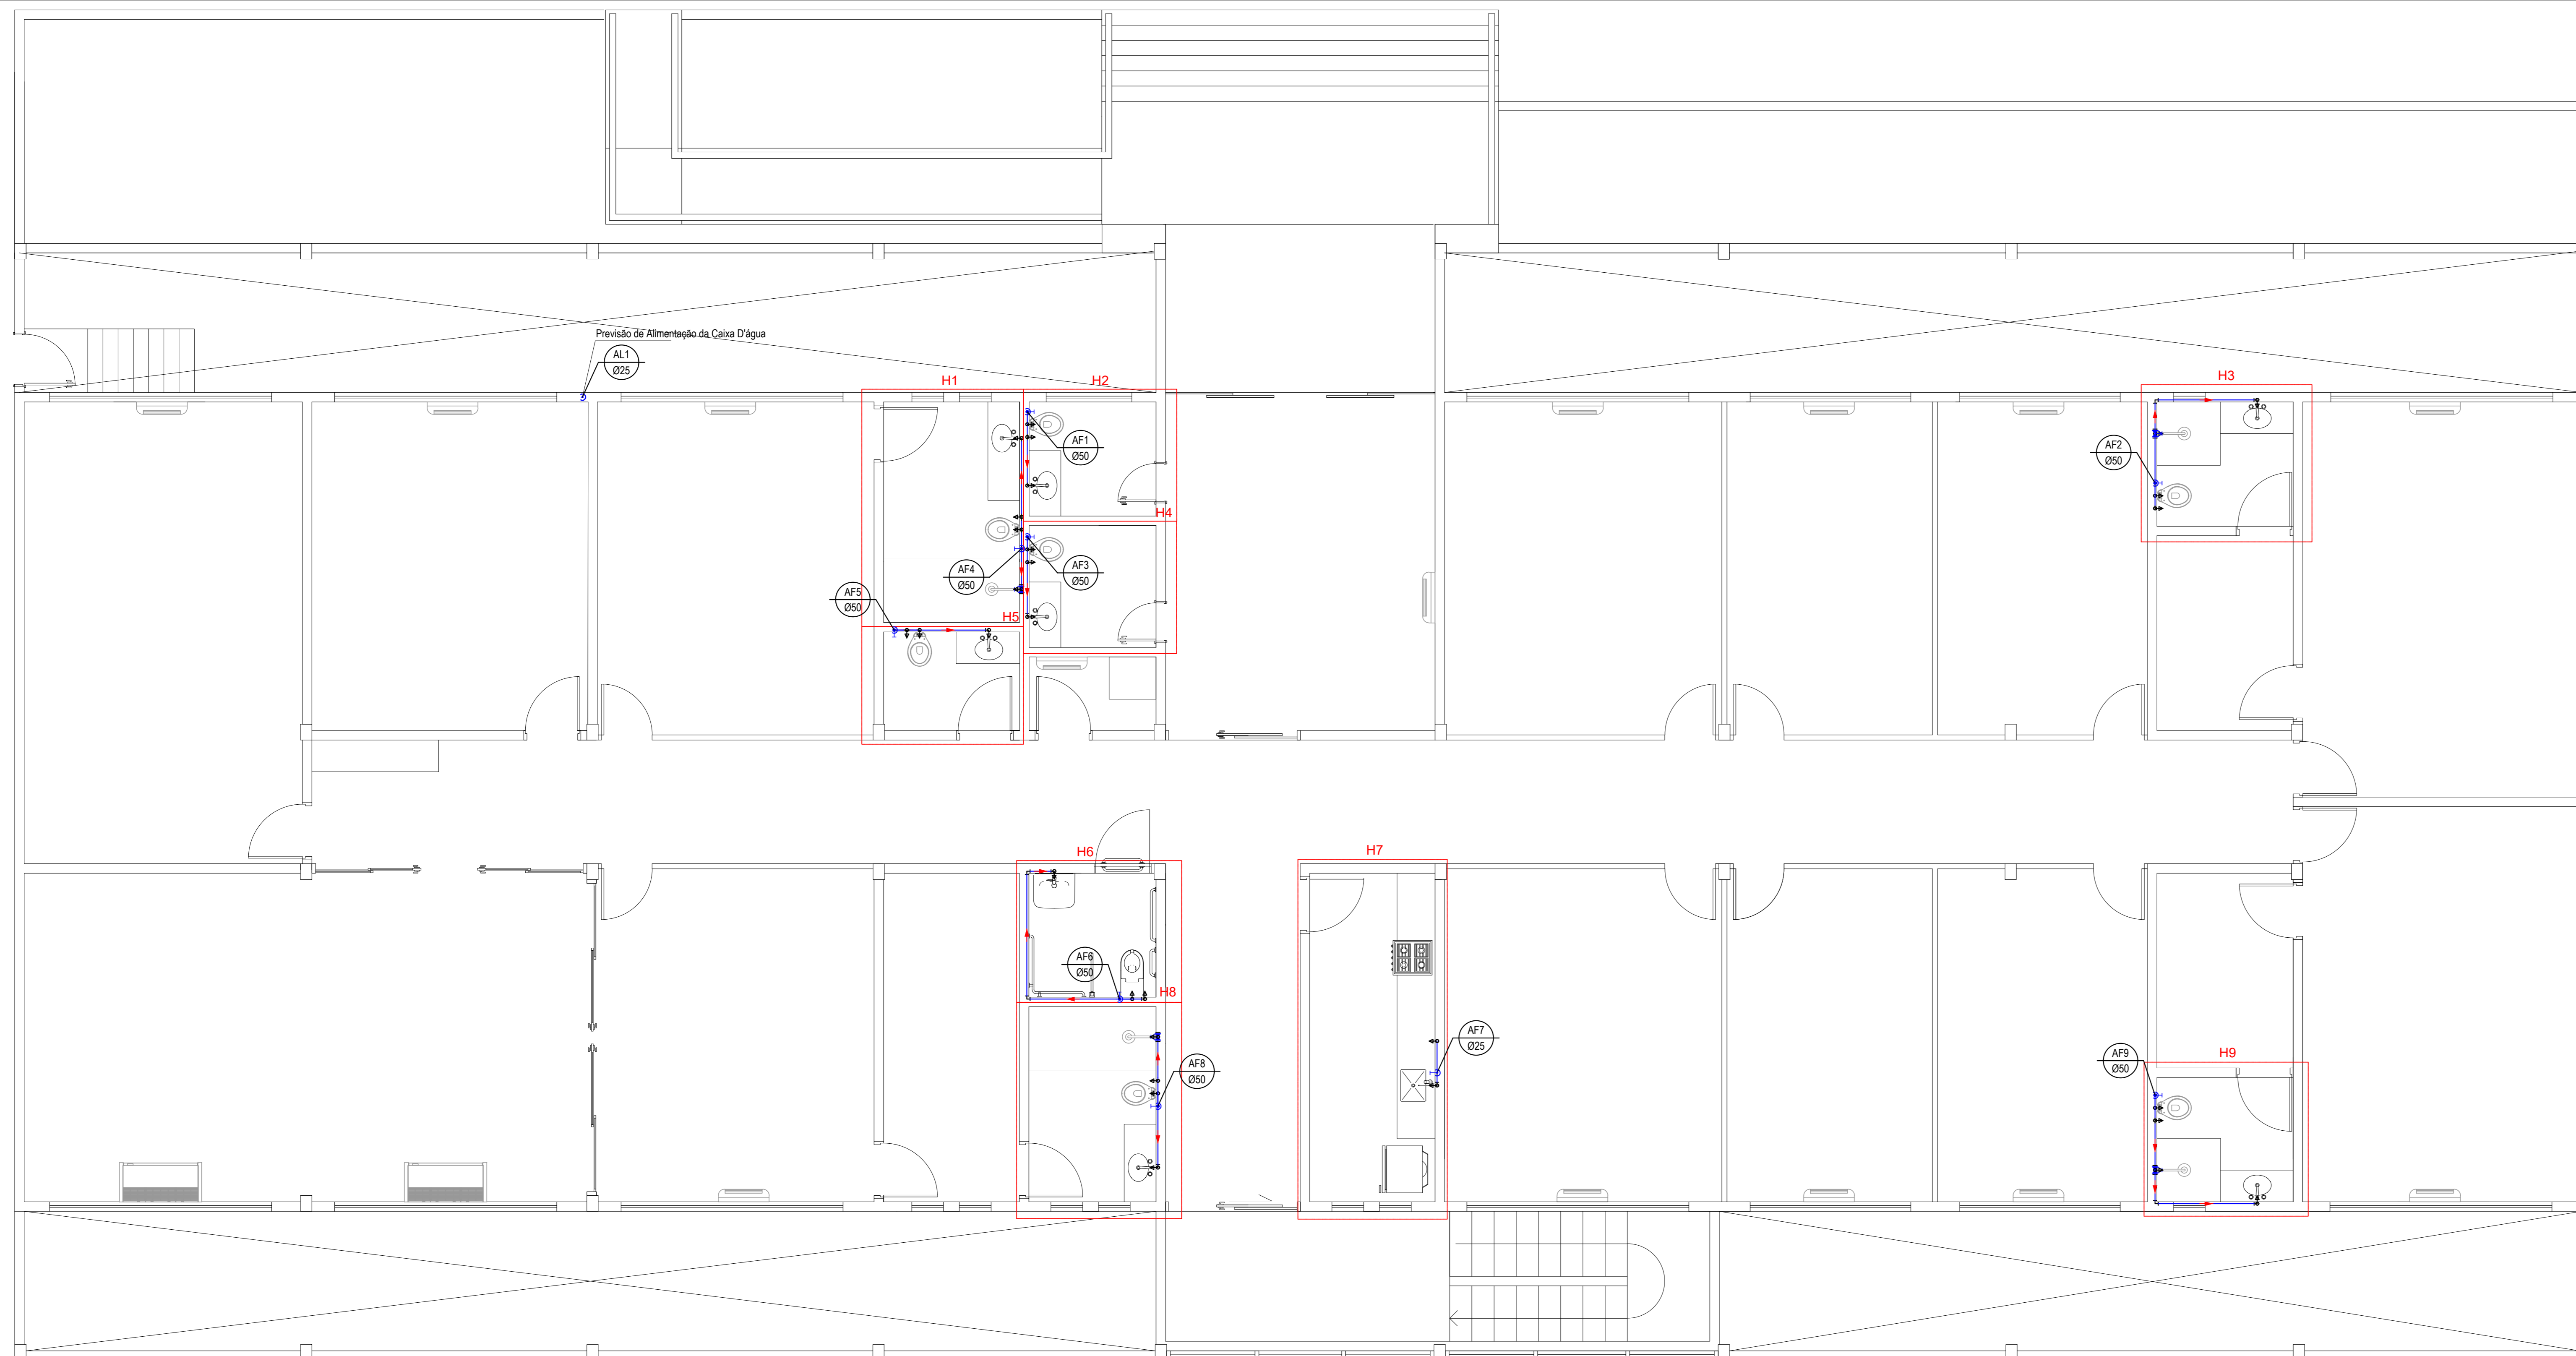 Previsão de Alimentação da Caixa D'água
AL1
Ø25
H1
H2
H3
AF1
Ø50
AF2
Ø50
H4
AF4
Ø50
AF3
Ø50
AF5
Ø50
H5
H6
H7
AF6
Ø50
H8
AF7
Ø25
AF8
Ø50
AF9
Ø50
H9